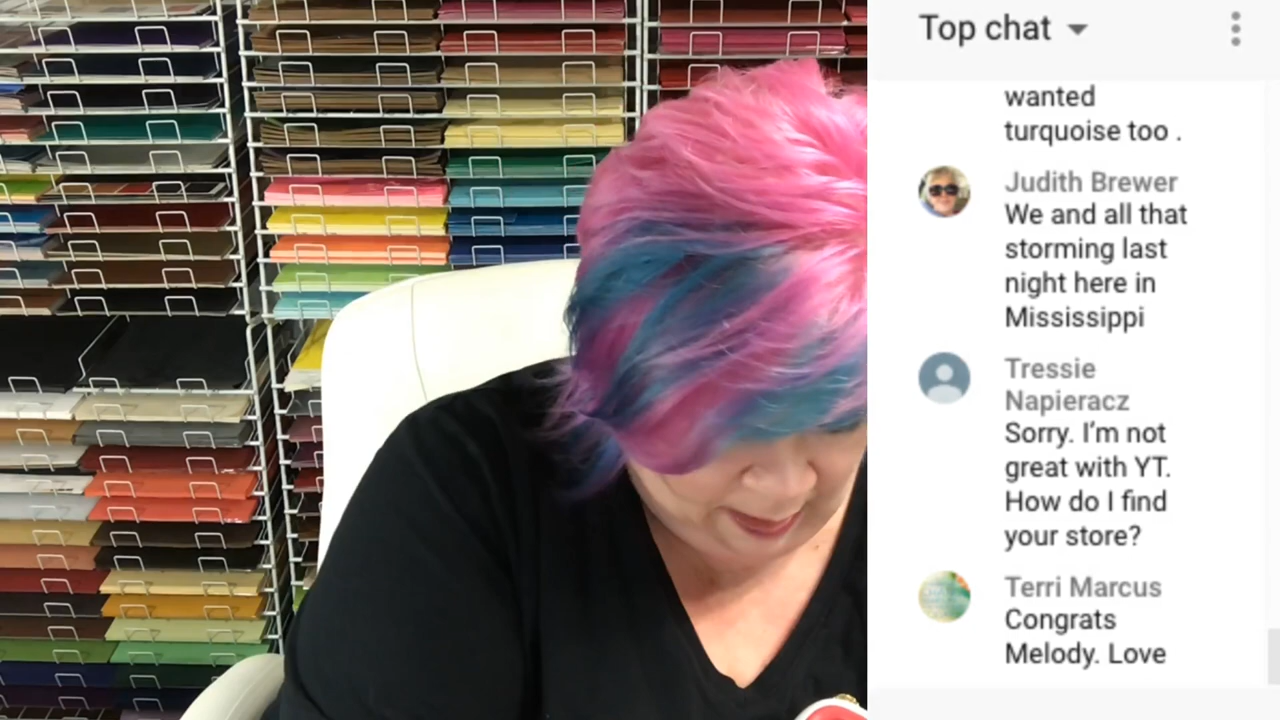 Top chat
wanted
turquoise too .
Judith Brewer
We and all that
storming last
night here in
Mississippi
Tressie
Napieracz
Sorry. I'm not
great with YT.
How do I find
your store?
Terri Marcus
Congrats
Melody. Love